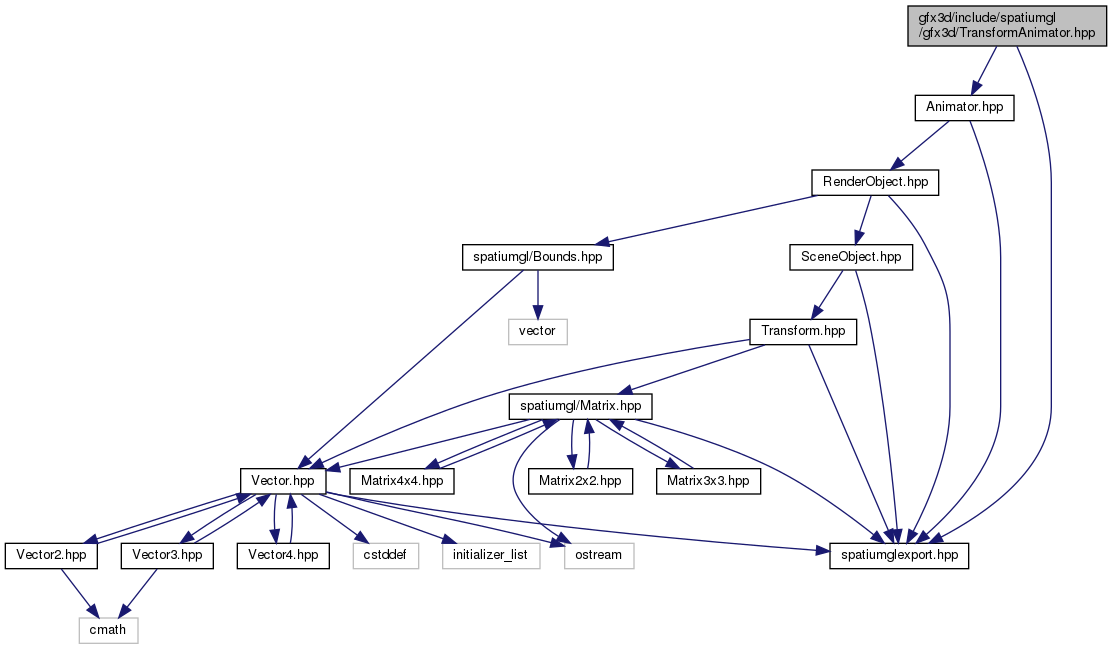 gfx3d/include/spatiumgl
/gfx3d/TransformAnimator.hpp
Animator.hpp
RenderObject.hpp
spatiumgl/Bounds.hpp
SceneObject.hpp
vector
Transform.hpp
spatiumgl/Matrix.hpp
Vector.hpp
Matrix4x4.hpp
Matrix2x2.hpp
Matrix3x3.hpp
Vector2.hpp
Vector3.hpp
Vector4.hpp
cstddef
initializer_list
ostream
spatiumglexport.hpp
cmath